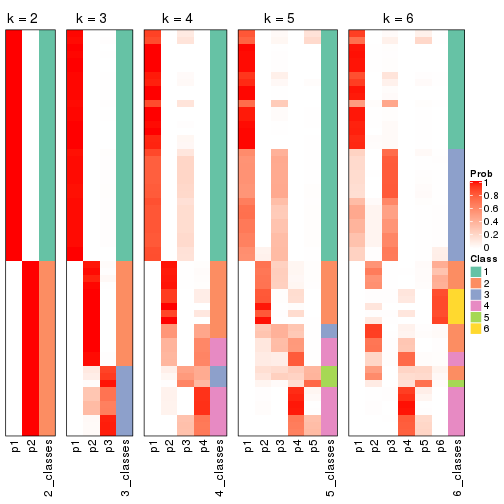 k = 2
k = 3
k = 4
k = 5
k = 6
p1
p2
2_classes
p1
p2
p3
3_classes
p1
p2
p3
p4
4_classes
p1
p2
p3
p4
p5
5_classes
p1
p2
p3
p4
p5
p6
6_classes
Prob
1
0.8
0.6
0.4
0.2
0
Class
1
2
3
4
5
6